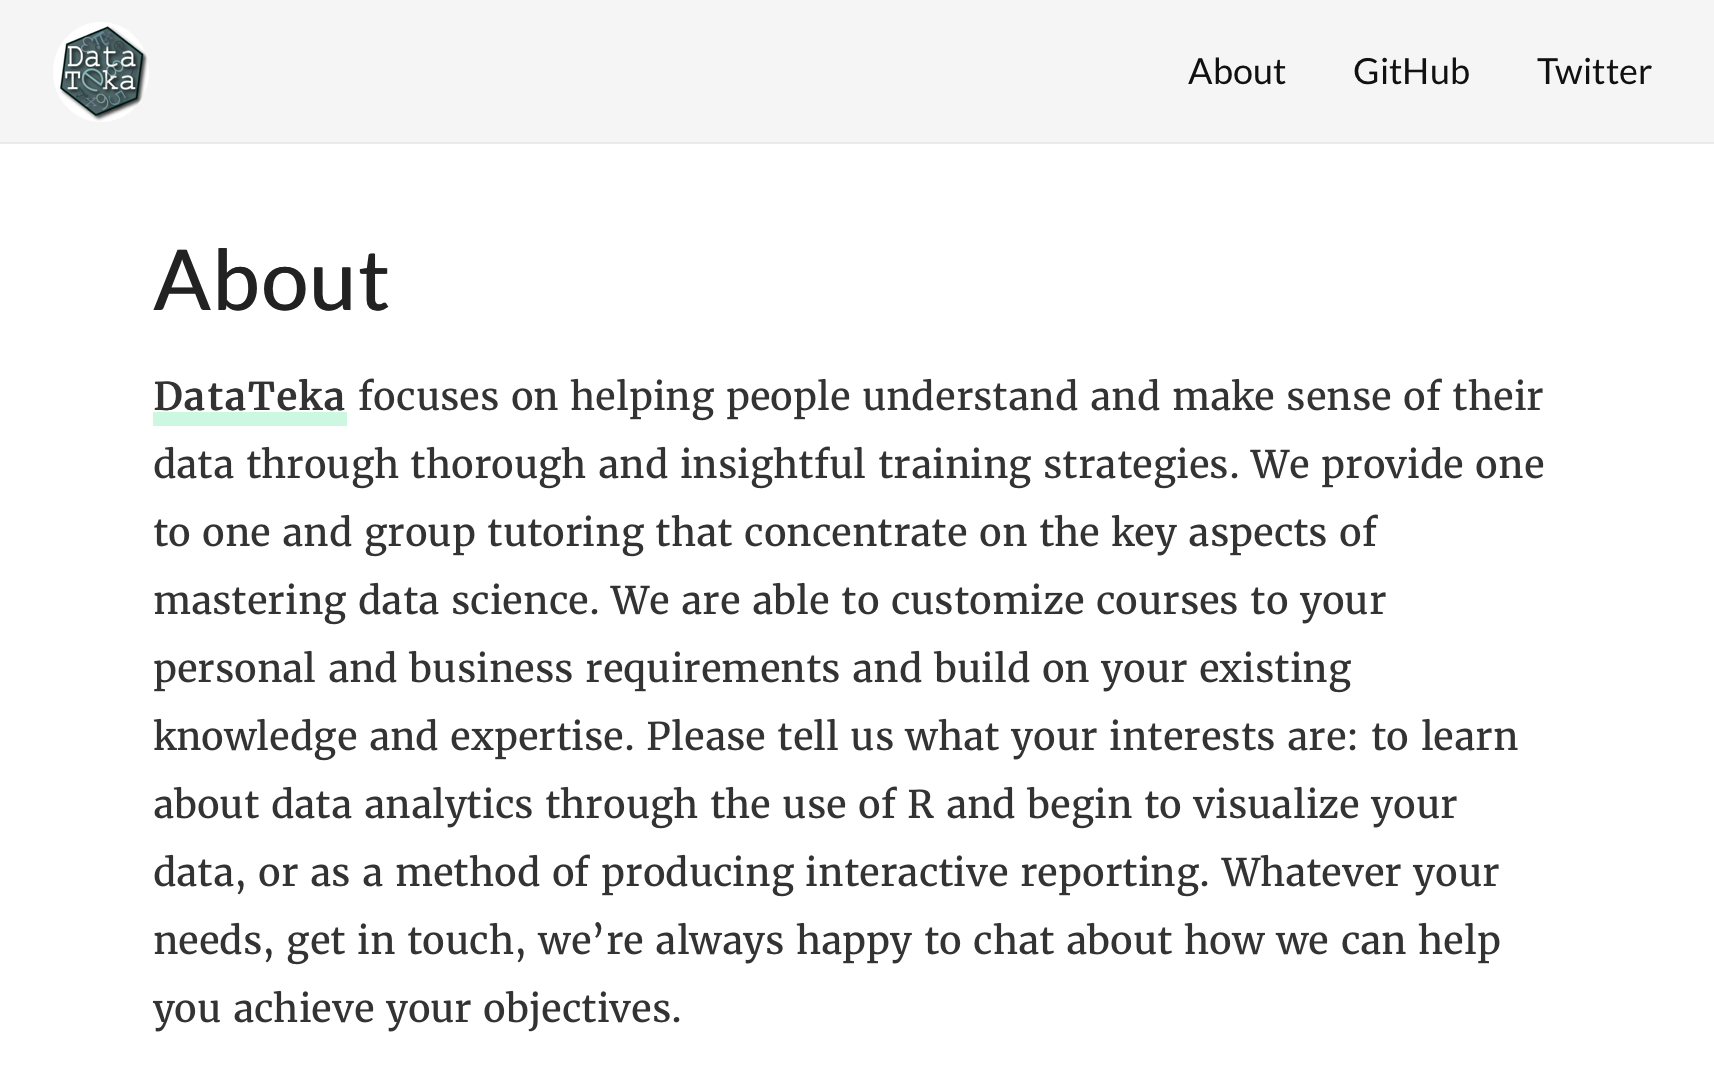 Data
Teka
About
GitHub
Twitter
About
DataTeka focuses on helping people understand and make sense of their
data through thorough and insightful training strategies. We provide one
to one and group tutoring that concentrate on the key aspects of
mastering data science. We are able to customize courses to your
personal and business requirements and build on your existing
knowledge and expertise. Please tell us what your interests are: to learn
about data analytics through the use of R and begin to visualize your
data, or as a method of producing interactive reporting. Whatever your
needs, get in touch, we’re always happy to chat about how we can help
you achieve your objectives.